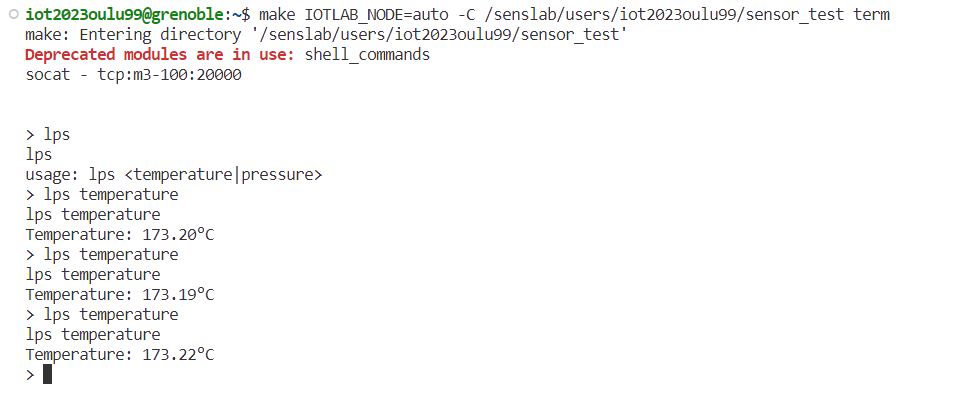 iot2023oulu99@grenoble:~$ make IOTLAB_NODE=auto -C /senslab/users/iot2023oulu99/sensor_test term
make: Entering directory '/senslab/users/iot2023oulu99/sensor_test'
Deprecated modules are in use: shell_commands
socat - tcp:m3-100:20000
> lps
lps
usage: lps <temperature|pressure>
> lps temperature
lps temperature
Temperature: 173.20°C
> lps temperature
lps temperature
Temperature: 173.19°C
> lps temperature
lps temperature
Temperature: 173.22°C
>